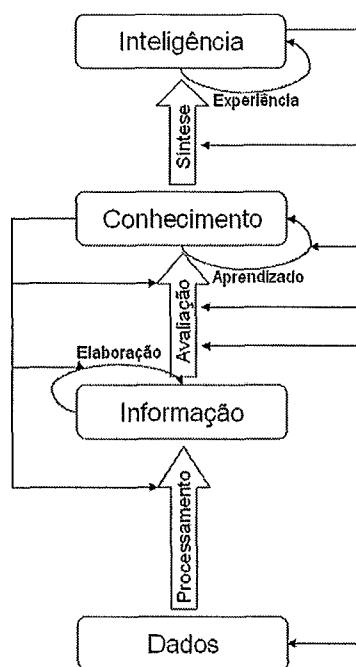 Inteligência
Experiência
Síntese
Conhecimento
Aprendizado
Avaliação
Elaboração
Informação
Processamento
Dados